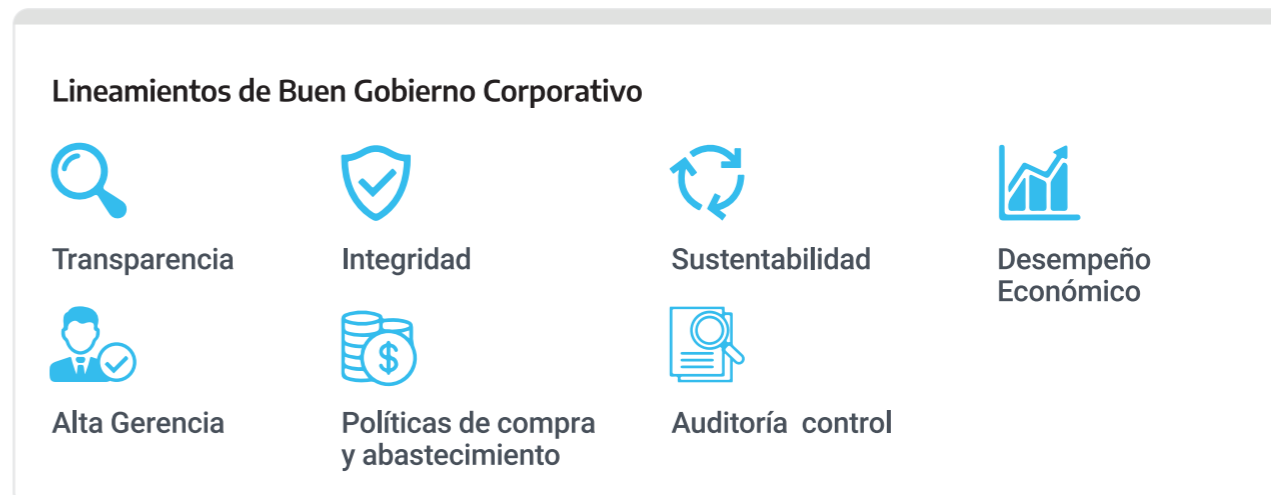 Lineamientos de Buen Gobierno Corporativo
Transparencia
Integridad
Sustentabilidad
Desempeño
Económico
Alta Gerencia
Políticas de compra
y abastecimiento
Auditoría  control